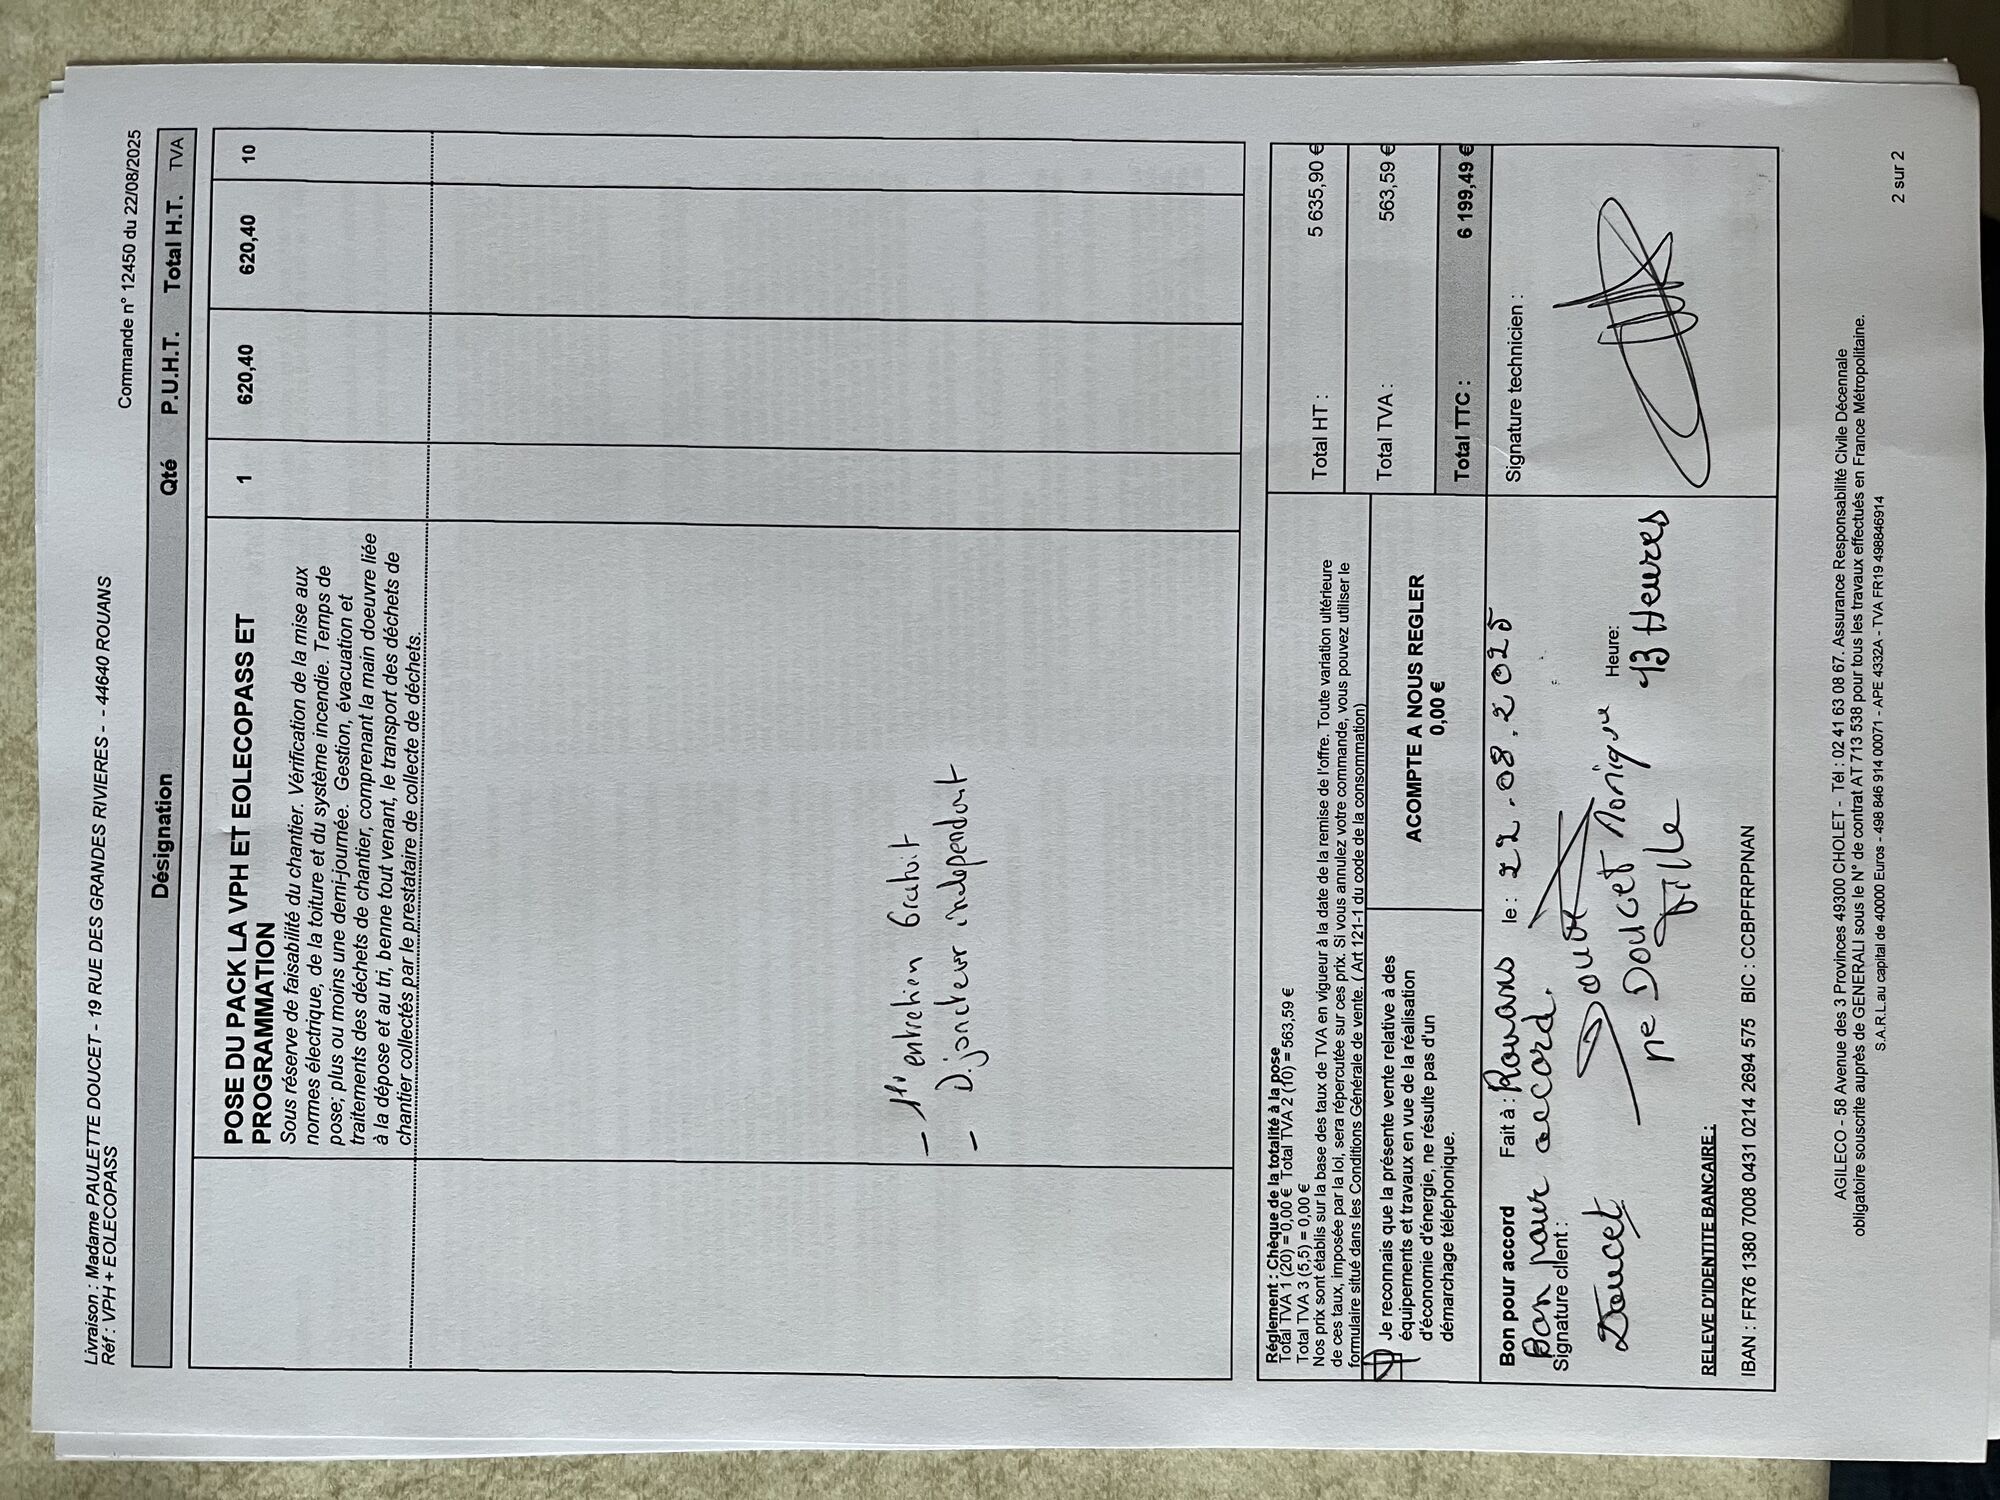 Livraison : Madame PAULETTE DOUCET - 19 RUE DES GRANDES RIVIERES - - 44640 ROUANS
Réf : VPH + EOLECOPASS
Commande n° 12450 du 22/08/2025
Désignation Qté P.U.H.T. Total H.T. TVA
POSE DU PACK LA VPH ET EOLECOPASS ET 1 620,40 620,40 10
PROGRAMMATION
Sous réserve de faisabilité du chantier. Vérification de la mise aux
normes électrique, de la toiture et du système incendie. Temps de
pose; plus ou moins une demi-journée. Gestion, évacuation et
traitements des déchets de chantier, comprenant la main doeuvre liée
à la dépose et au tri, benne tout venant, le transport des déchets de
chantier collectés par le prestataire de collecte de déchets.
- 1er entretien Gratuit
- Disjoncteur indépendant
Réglement : Chèque de la totalité à la pose
Total TVA 1 (20) = 0,00 € Total TVA 2 (10) = 563,59 €
Total TVA 3 (5,5) = 0,00 €
Nos prix sont établis sur la base des taux de TVA en vigueur à la date de la remise de l'offre. Toute variation ultérieure
de ces taux, imposée par la loi, sera répercutée sur ces prix. Si vous annulez votre commande, vous pouvez utiliser le
formulaire situé dans les Conditions Générale de vente. ( Art 121-1 du code de la consommation)
Total HT : 5 635,90 €
Total TVA : 563,59 €
Total TTC : 6 199,49 €
Je reconnais que la présente vente relative à des
équipements et travaux en vue de la réalisation
d'économie d'énergie, ne résulte pas d'un
démarchage téléphonique.
ACOMPTE A NOUS REGLER
0,00 €
Bon pour accord Fait à : Rouans le : 22.08.2025
Bon pour accord.
Signature client :
Doucet
Doucet Monique
fille
Heure:
13 Heures
Signature technicien :
RELEVE D'IDENTITE BANCAIRE :
IBAN : FR76 1380 7008 0431 0214 2694 575 BIC : CCBPFRPPNAN
AGILECO - 58 Avenue des 3 Provinces 49300 CHOLET - Tél : 02 41 63 08 67. Assurance Responsabilité Civile Décennale
obligatoire souscrite auprès de GENERALI sous le N° de contrat AT 713 538 pour tous les travaux effectués en France Métropolitaine.
S.A.R.L.au capital de 40000 Euros - 498 846 914 00071 - APE 4332A - TVA FR19 498846914
2 sur 2